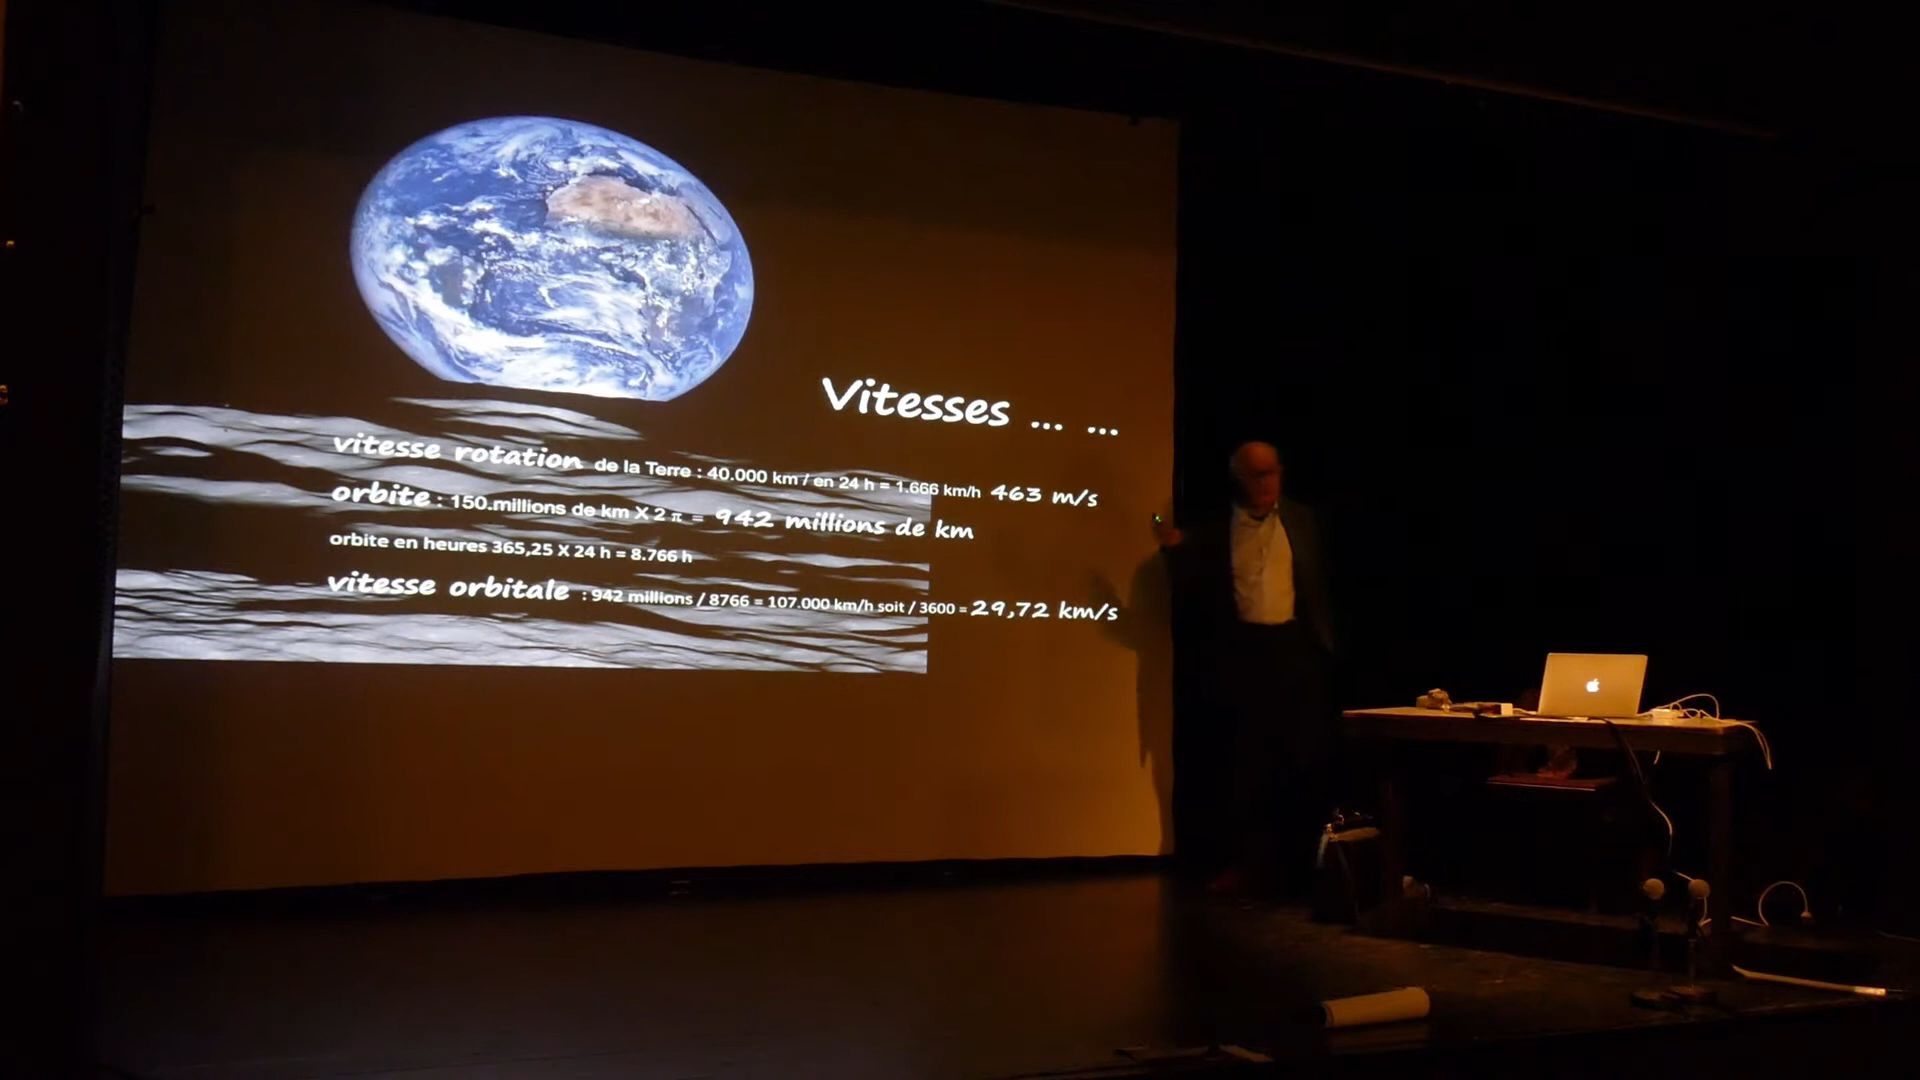 Vitesses ... ...
vitesse rotation de la Terre : 40.000 km / en 24 h = 1.666 km/h 463 m/s
orbite : 150.millions de km X 2 π = 942 millions de km
orbite en heures 365,25 X 24 h = 8.766 h
vitesse orbitale : 942 millions / 8766 = 107.000 km/h soit / 3600 = 29,72 km/s